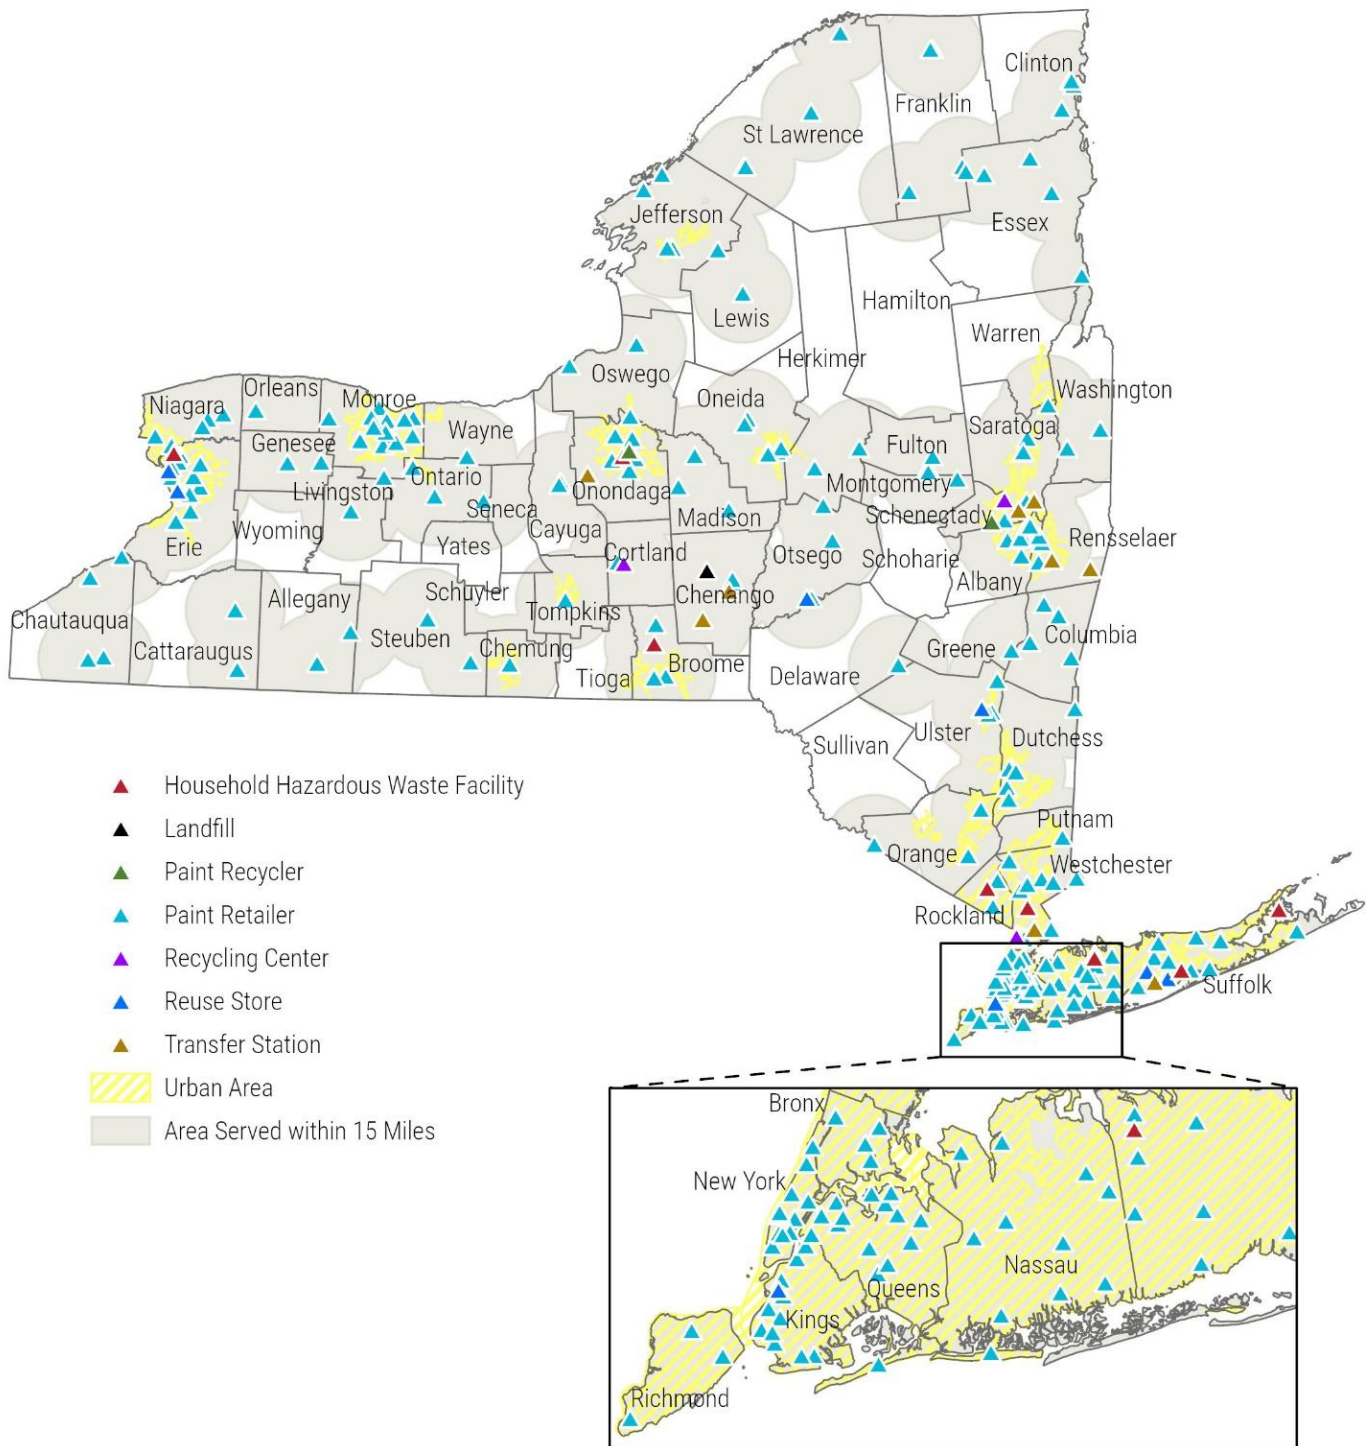 Clinton
Franklin
St Lawrence
Jefferson
Essex
Hamilton
Lewis
Warren
Herkimer
Oswego
Washington
Orleans
Oneida
Niagara
Monroe
Saratoga
Wayne
Fulton
Genesee
Ontario
Montgomery
Livingston
Onondaga
Seneca
Madison
Schenectady
Cayuga
Wyoming
Rensselaer
Erie
Yates
Cortland
Otsego
Schoharie
Albany
Schuyler
Chenango
Allegany
Tompkins
Chautauqua
Steuben
Columbia
Cattaraugus
Chemung
Greene
Broome
Tioga
Delaware
Ulster
Dutchess
Sullivan
Putnam
Orange
Westchester
Rockland
Suffolk
Household Hazardous Waste Facility
Landfill
Paint Recycler
Paint Retailer
Recycling Center
Reuse Store
Transfer Station
Urban Area
Area Served within 15 Miles
Bronx
New York
Nassau
Queens
Kings
Richmond